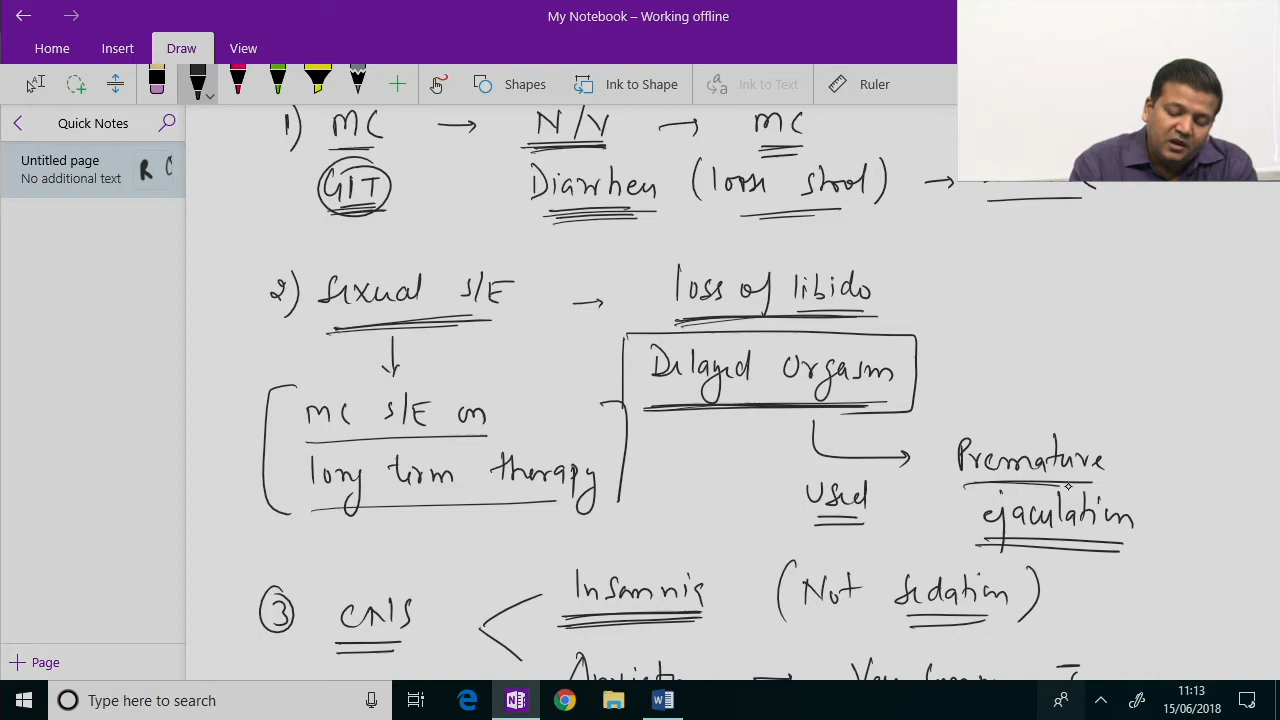 My Notebook – Working offline
Home Insert Draw View
Shapes Ink to Shape Ink to Text Ruler
Quick Notes
Untitled page
No additional text
R C
1) MC → N/V → MC
GIT Diarrhea (loose stool) →
2) Sexual S/E → loss of libido
Delayed Orgasm
MC S/E on
long term therapy
Premature
Used
ejaculation
③ CNS Insomnia (Not sedation)
Anxiety →
Page
Type here to search
11:13
15/06/2018